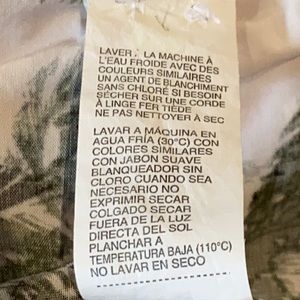 LAVER À LA MACHINE À
L'EAU FROIDE AVEC DES
COULEURS SIMILAIRES
UN AGENT DE BLANCHIMENT
SANS CHLORÉ SI BESOIN
SÉCHER SUR UNE CORDE
À LINGE FER TIÈDE
NE PAS NETTOYER À SEC
LAVAR A MÁQUINA EN
AGUA FRÍA (30°C) CON
COLORES SIMILARES
CON JABON SUAVE
BLANQUEADOR SIN
CLORO CUANDO SEA
NECESARIO NO
EXPRIMIR SECAR
COLGADO SECAR
FUERA DE LA LUZ
DIRECTA DEL SOL
PLANCHAR A
TEMPERATURA BAJA (110°C)
NO LAVAR EN SECO